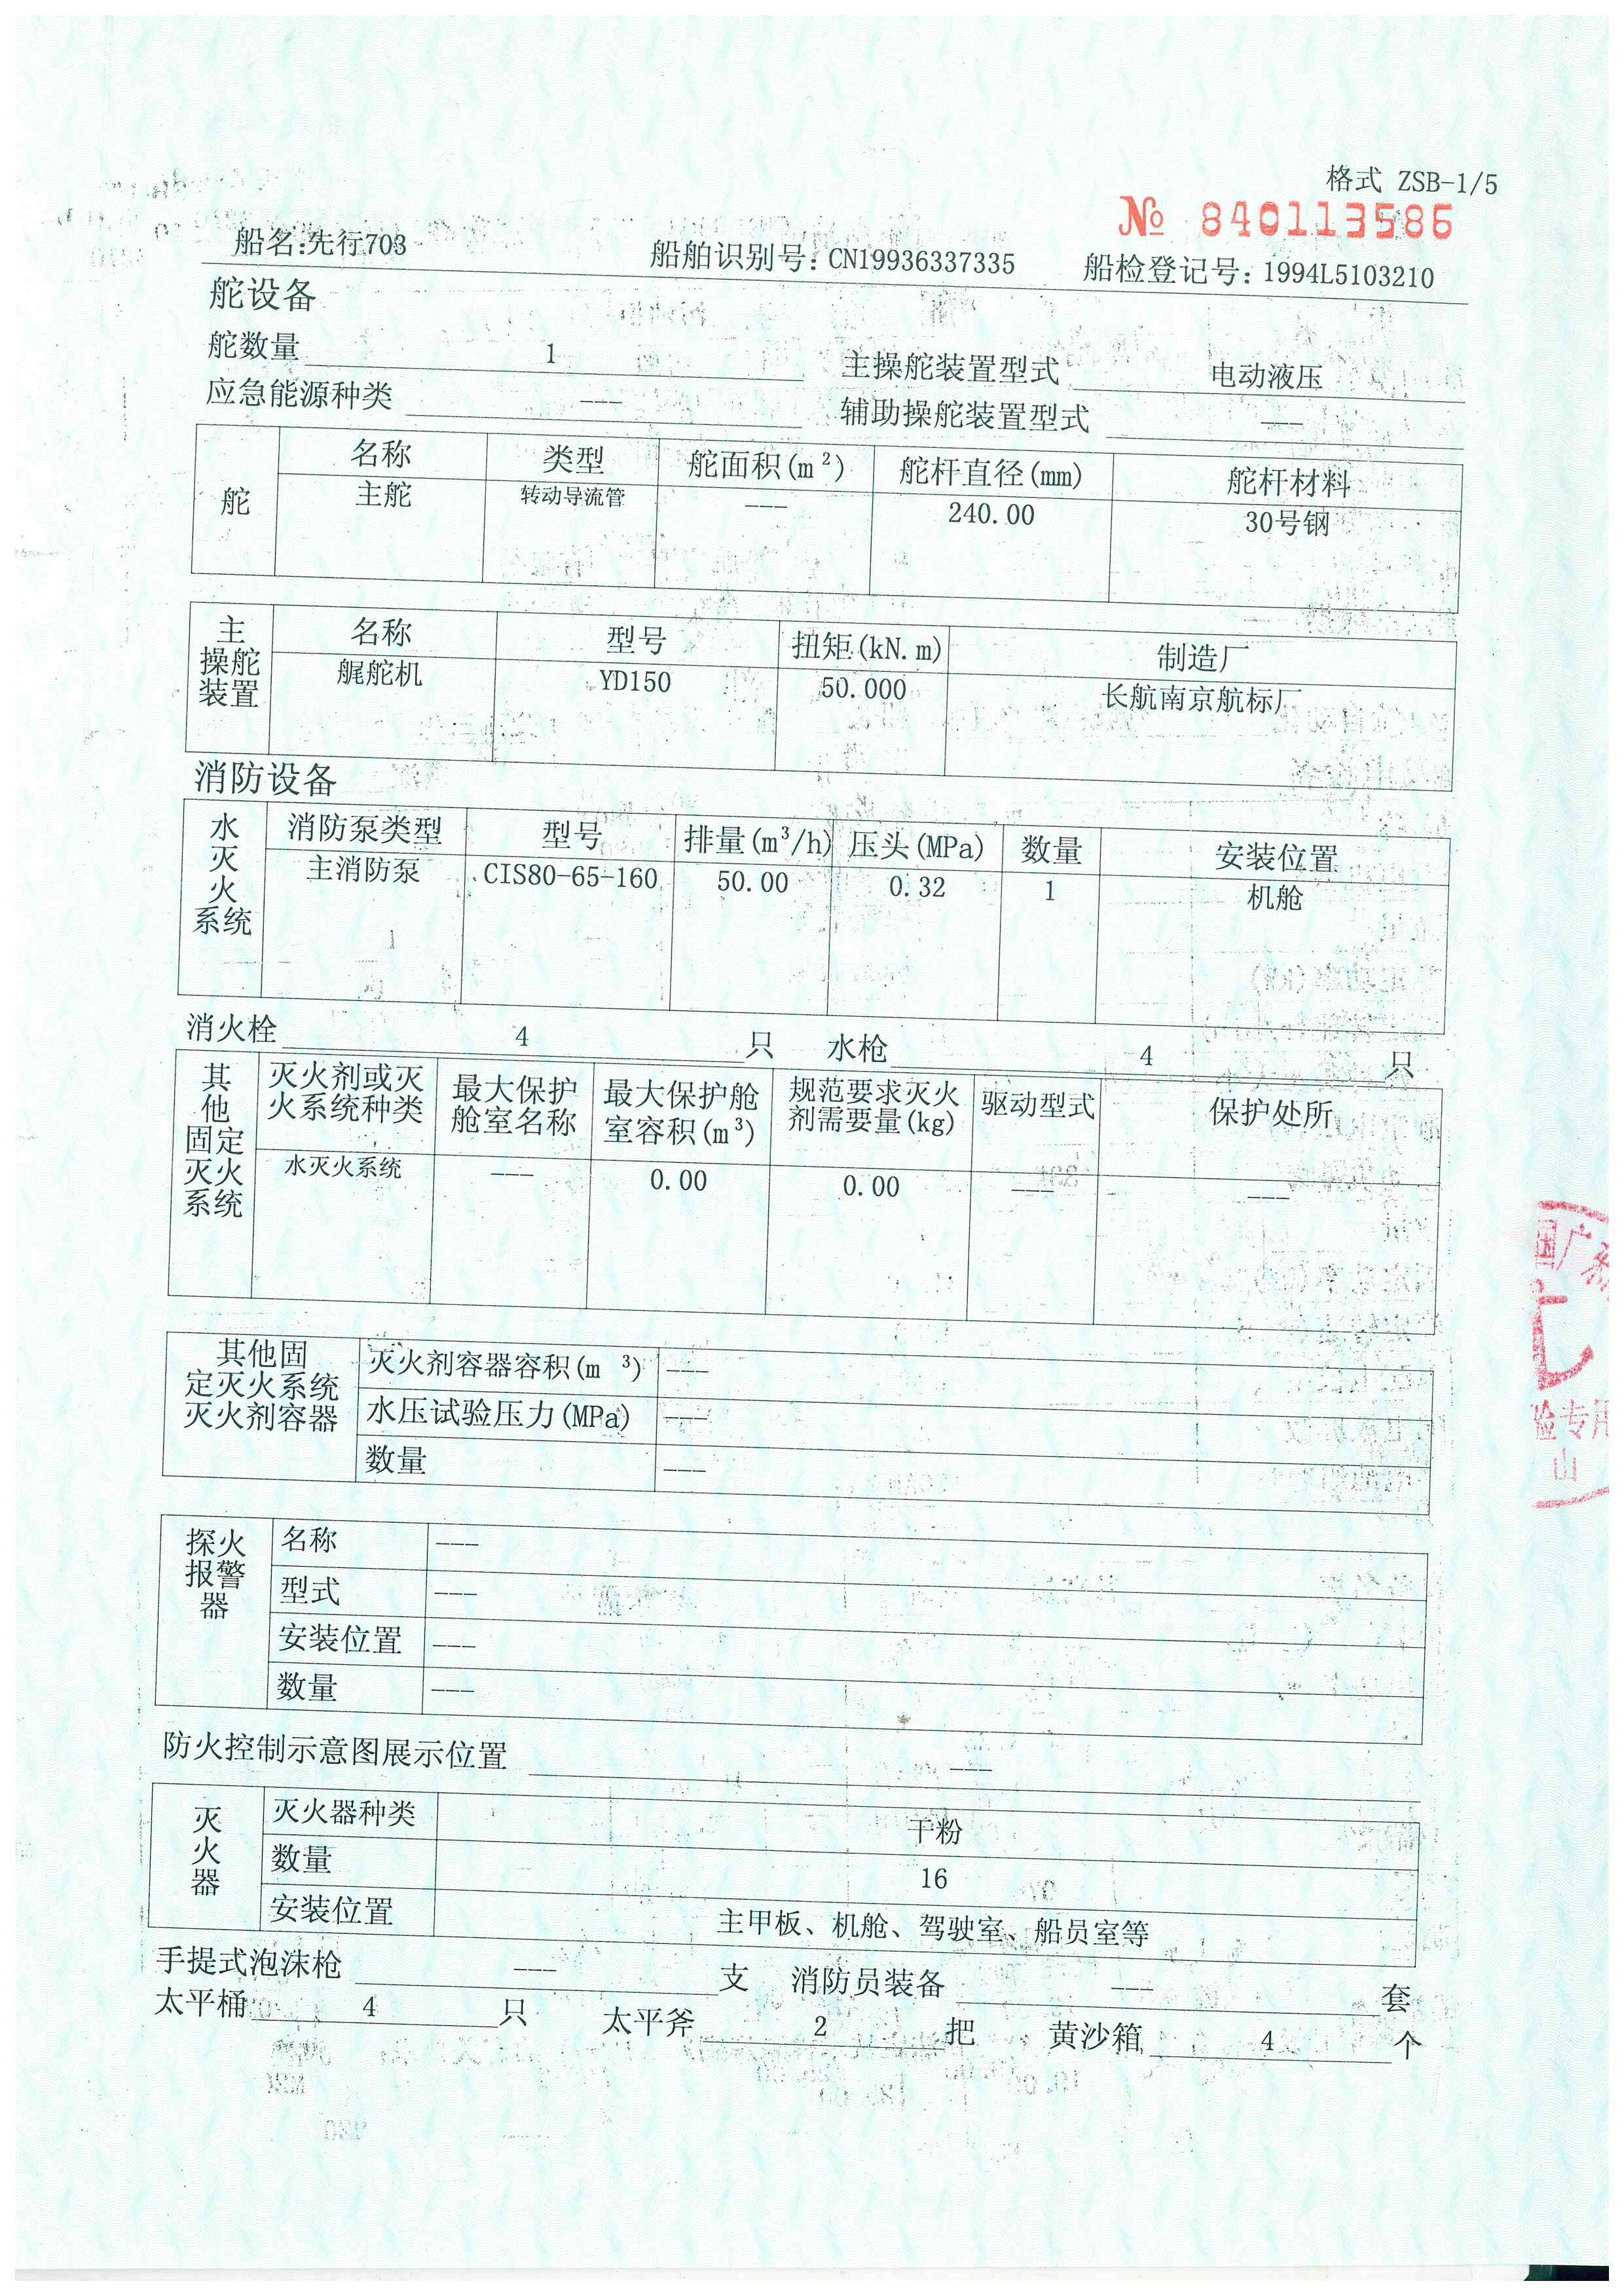 格式 ZSB-1/5
№ 840113586
船名:先行703 船舶识别号: CN19936337335 船检登记号: 1994L5103210
舵设备
舵数量 1 主操舵装置型式 电动液压
应急能源种类 --- 辅助操舵装置型式 ---
舵 名称 类型 舵面积(m²) 舵杆直径(mm) 舵杆材料
主舵 转动导流管 --- 240.00 30号钢
主操舵装置 名称 型号 扭矩(kN.m) 制造厂
艉舵机 YD150 50.000 长航南京航标厂
消防设备
水灭火系统 消防泵类型 型号 排量(m³/h) 压头(MPa) 数量 安装位置
主消防泵 CIS80-65-160 50.00 0.32 1 机舱
消火栓 4 只 水枪 4 只
其他固定灭火系统 灭火剂或灭火系统种类 最大保护舱室名称 最大保护舱室容积(m³) 规范要求灭火剂需要量(kg) 驱动型式 保护处所
水灭火系统 --- 0.00 0.00 --- ---
其他固定灭火系统灭火剂容器 灭火剂容器容积(m ³) ---
水压试验压力(MPa) ---
数量 ---
探火报警器 名称 ---
型式 ---
安装位置 ---
数量 ---
防火控制示意图展示位置 ---
灭火器 灭火器种类 干粉
数量 16
安装位置 主甲板、机舱、驾驶室、船员室等
手提式泡沫枪 --- 支 消防员装备 --- 套
太平桶 4 只 太平斧 2 把 黄沙箱 4 个
国广
验专用
山